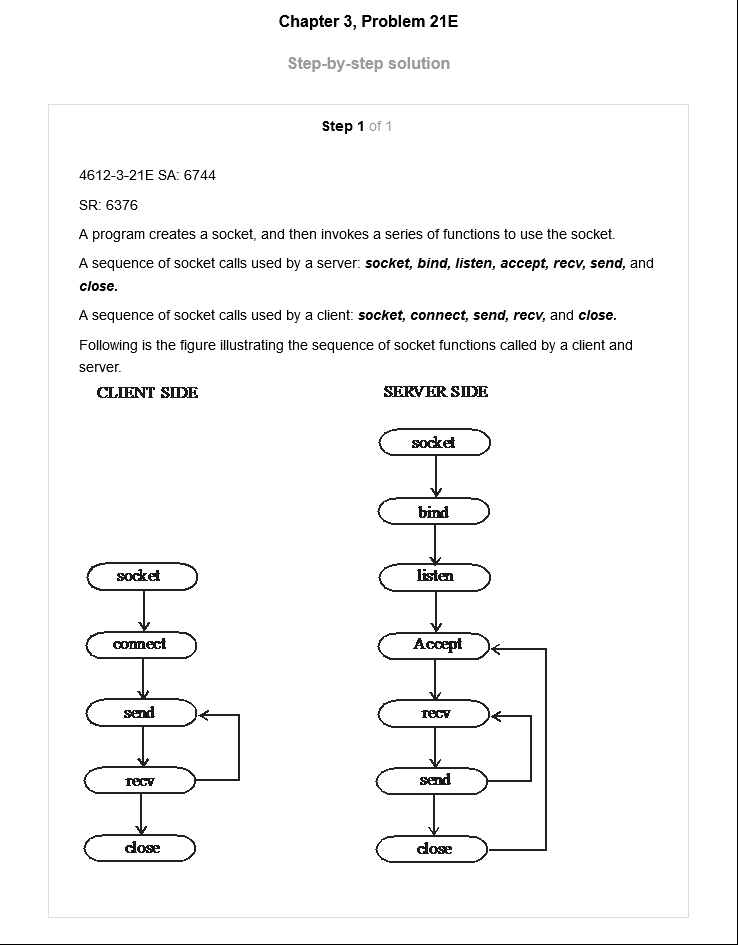 Chapter 3, Problem 21E
Step-by-step solution
Step 1 of 1
4612-3-21E SA: 6744
SR: 6376
A program creates a socket, and then invokes a series of functions to use the socket.
A sequence of socket calls used by a server: socket, bind, listen, accept, recv, send, and
close.
A sequence of socket calls used by a client: socket, connect, send, recv, and close.
Following is the figure illustrating the sequence of socket functions called by a client and
server.
CLIENT SIDE
socket
connect
send
recv
close
SERVER SIDE
socket
bind
listen
Accept
recv
send
close